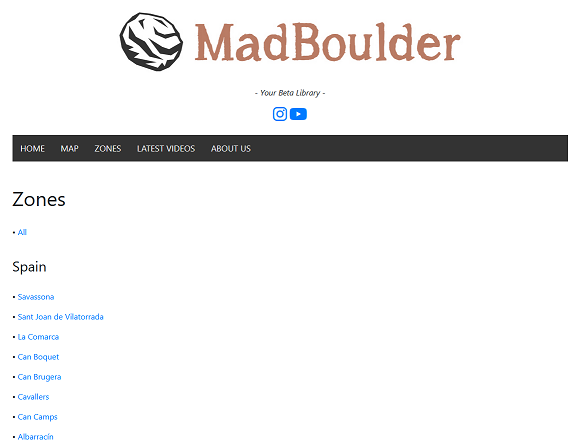 MadBoulder
- Your Beta Library -
HOME MAP ZONES LATEST VIDEOS ABOUT US
Zones
• All
Spain
• Savassona
• Sant Joan de Vilatorrada
• La Comarca
• Can Boquet
• Can Brugera
• Cavallers
• Can Camps
• Albarracín